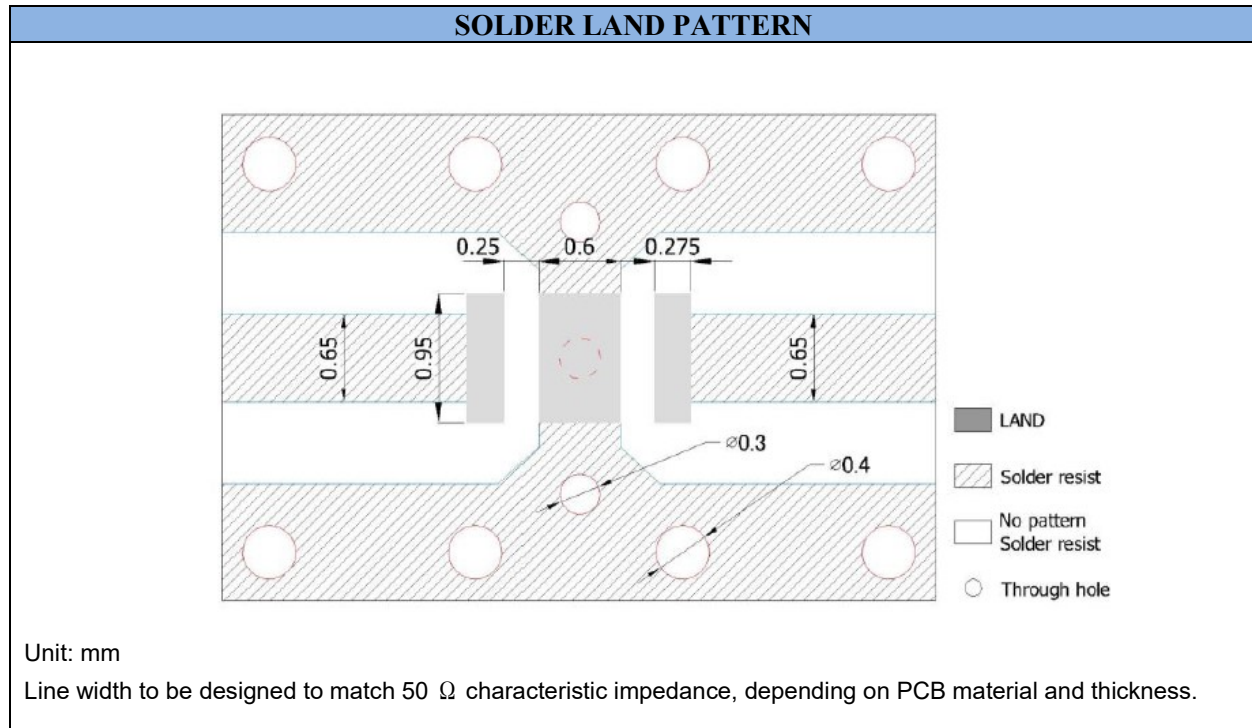 SOLDER LAND PATTERN
0.25
0.6
0.275
0.65
0.95
0.65
⌀0.3
⌀0.4
LAND
Solder resist
No pattern
Solder resist
Through hole
Unit: mm
Line width to be designed to match 50 Ω characteristic impedance, depending on PCB material and thickness.